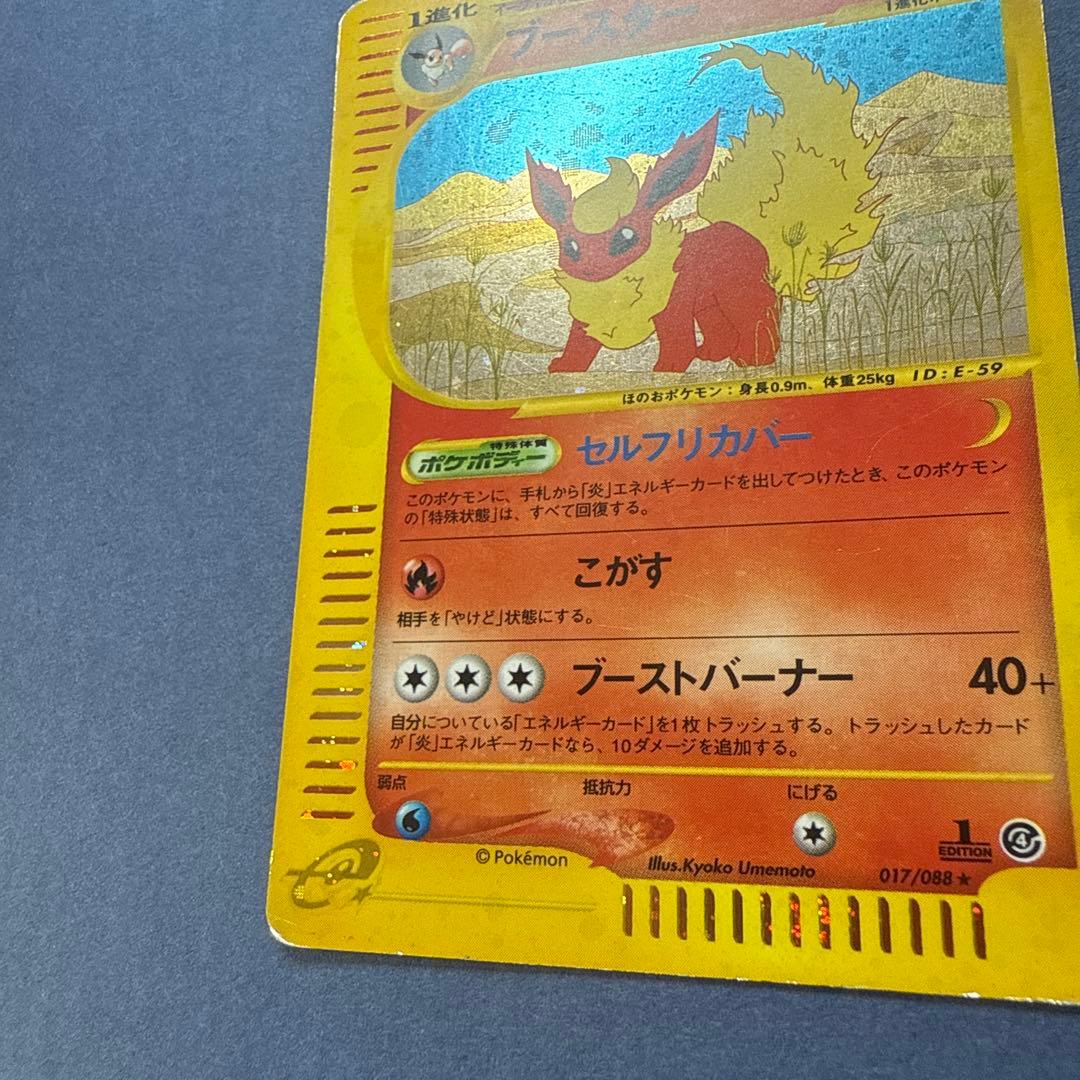 1進化
ブースター
ほのおポケモン：身長0.9m、体重25kg ID:E-59
特殊体質
ポケボディー
セルフリカバー
このポケモンに、手札から「炎」エネルギーカードを出してつけたとき、このポケモン
の「特殊状態」は、すべて回復する。
こがす
相手を「やけど」状態にする。
ブーストバーナー 40+
自分についている「エネルギーカード」を1枚トラッシュする。トラッシュしたカード
が「炎」エネルギーカードなら、10ダメージを追加する。
弱点 抵抗力 にげる
1
EDITION
4
© Pokémon
Illus.Kyoko Umemoto
017/088★
e